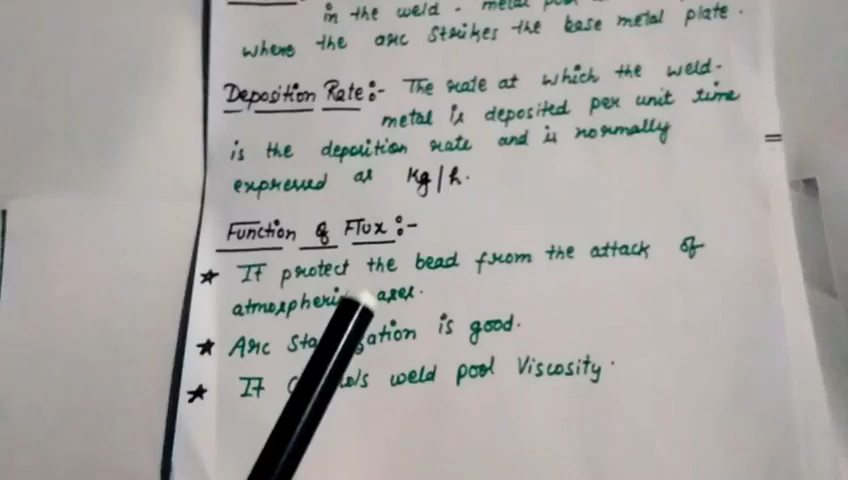 in the weld - metal pool
where the arc strikes the base metal plate.
Deposition Rate:- The rate at which the weld-
metal is deposited per unit time
is the deposition rate and is normally
expressed as kg/h.
Function of Flux:-
★ It protect the bead from the attack of
atmospheric
★ Arc is good.
★ It weld pool Viscosity.